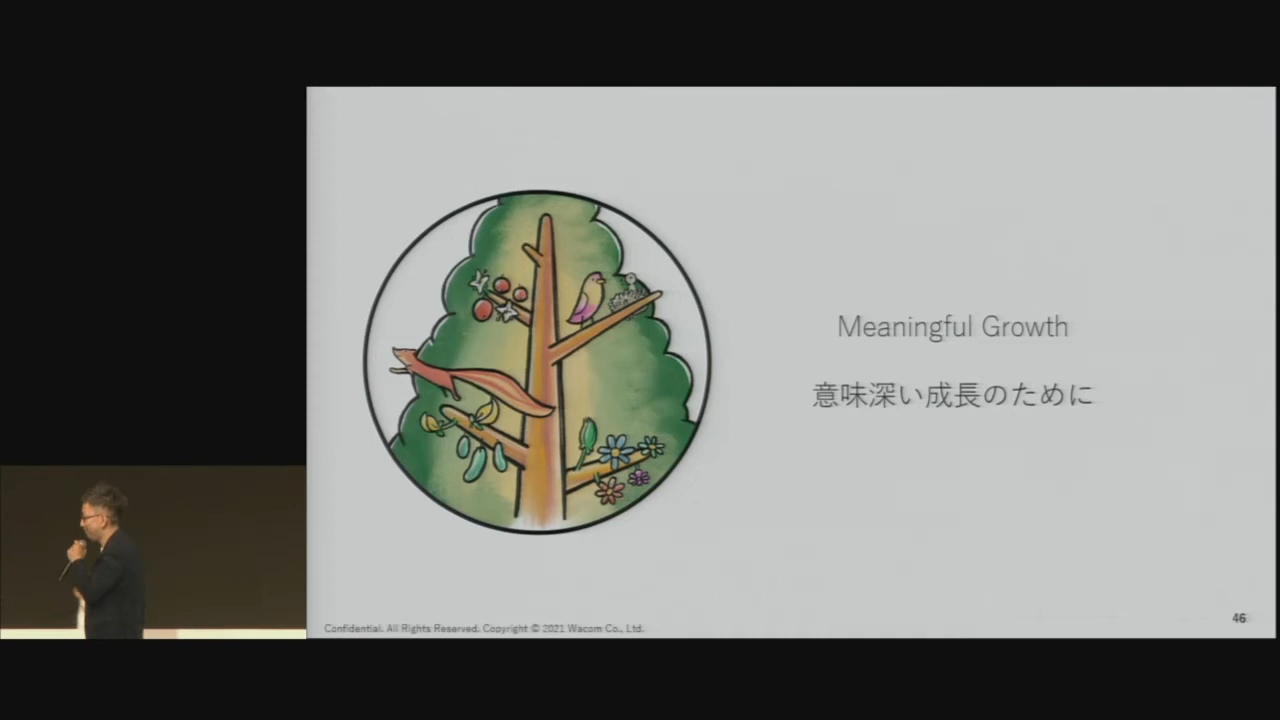 Meaningful Growth
意味深い成長のために
Confidential. All Rights Reserved. Copyright © 2021 Wacom Co., Ltd.
46